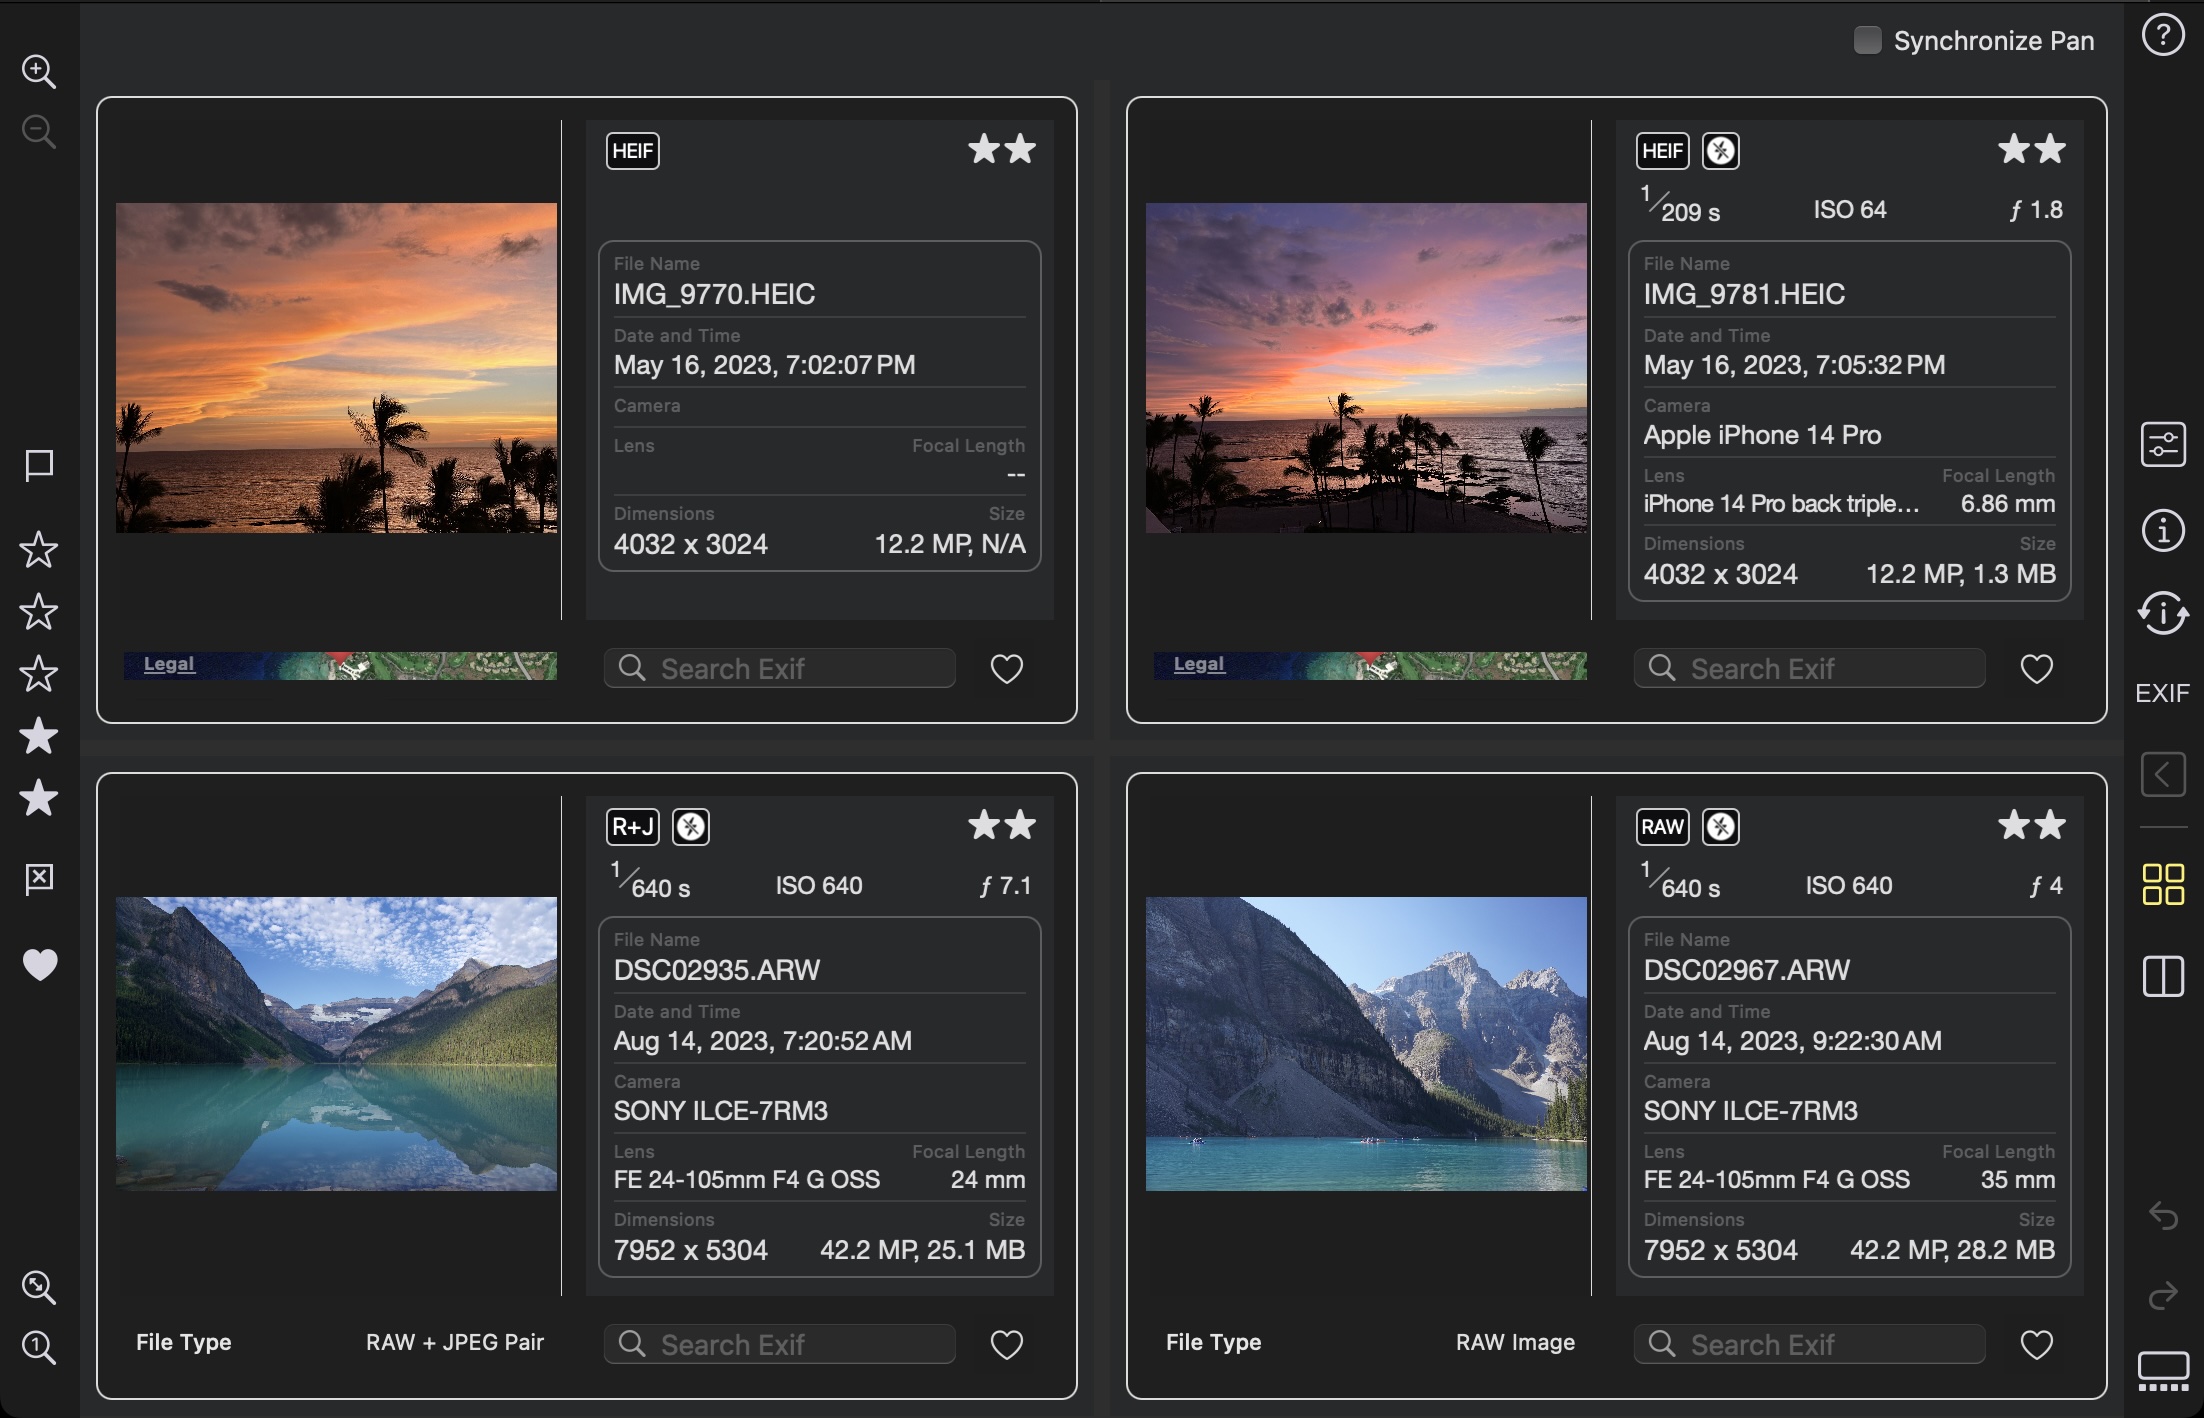 Synchronize Pan
?
HEIF
File Name
IMG_9770.HEIC
Date and Time
May 16, 2023, 7:02:07 PM
Camera
Lens Focal Length
--
Dimensions Size
4032 x 3024 12.2 MP, N/A
Legal
Search Exif
HEIF
1/209 s ISO 64 ƒ 1.8
File Name
IMG_9781.HEIC
Date and Time
May 16, 2023, 7:05:32 PM
Camera
Apple iPhone 14 Pro
Lens Focal Length
iPhone 14 Pro back triple... 6.86 mm
Dimensions Size
4032 x 3024 12.2 MP, 1.3 MB
Legal
Search Exif
R+J
1/640 s ISO 640 ƒ 7.1
File Name
DSC02935.ARW
Date and Time
Aug 14, 2023, 7:20:52 AM
Camera
SONY ILCE-7RM3
Lens Focal Length
FE 24-105mm F4 G OSS 24 mm
Dimensions Size
7952 x 5304 42.2 MP, 25.1 MB
File Type RAW + JPEG Pair
Search Exif
RAW
1/640 s ISO 640 ƒ 4
File Name
DSC02967.ARW
Date and Time
Aug 14, 2023, 9:22:30 AM
Camera
SONY ILCE-7RM3
Lens Focal Length
FE 24-105mm F4 G OSS 35 mm
Dimensions Size
7952 x 5304 42.2 MP, 28.2 MB
File Type RAW Image
Search Exif
1
i
i
EXIF